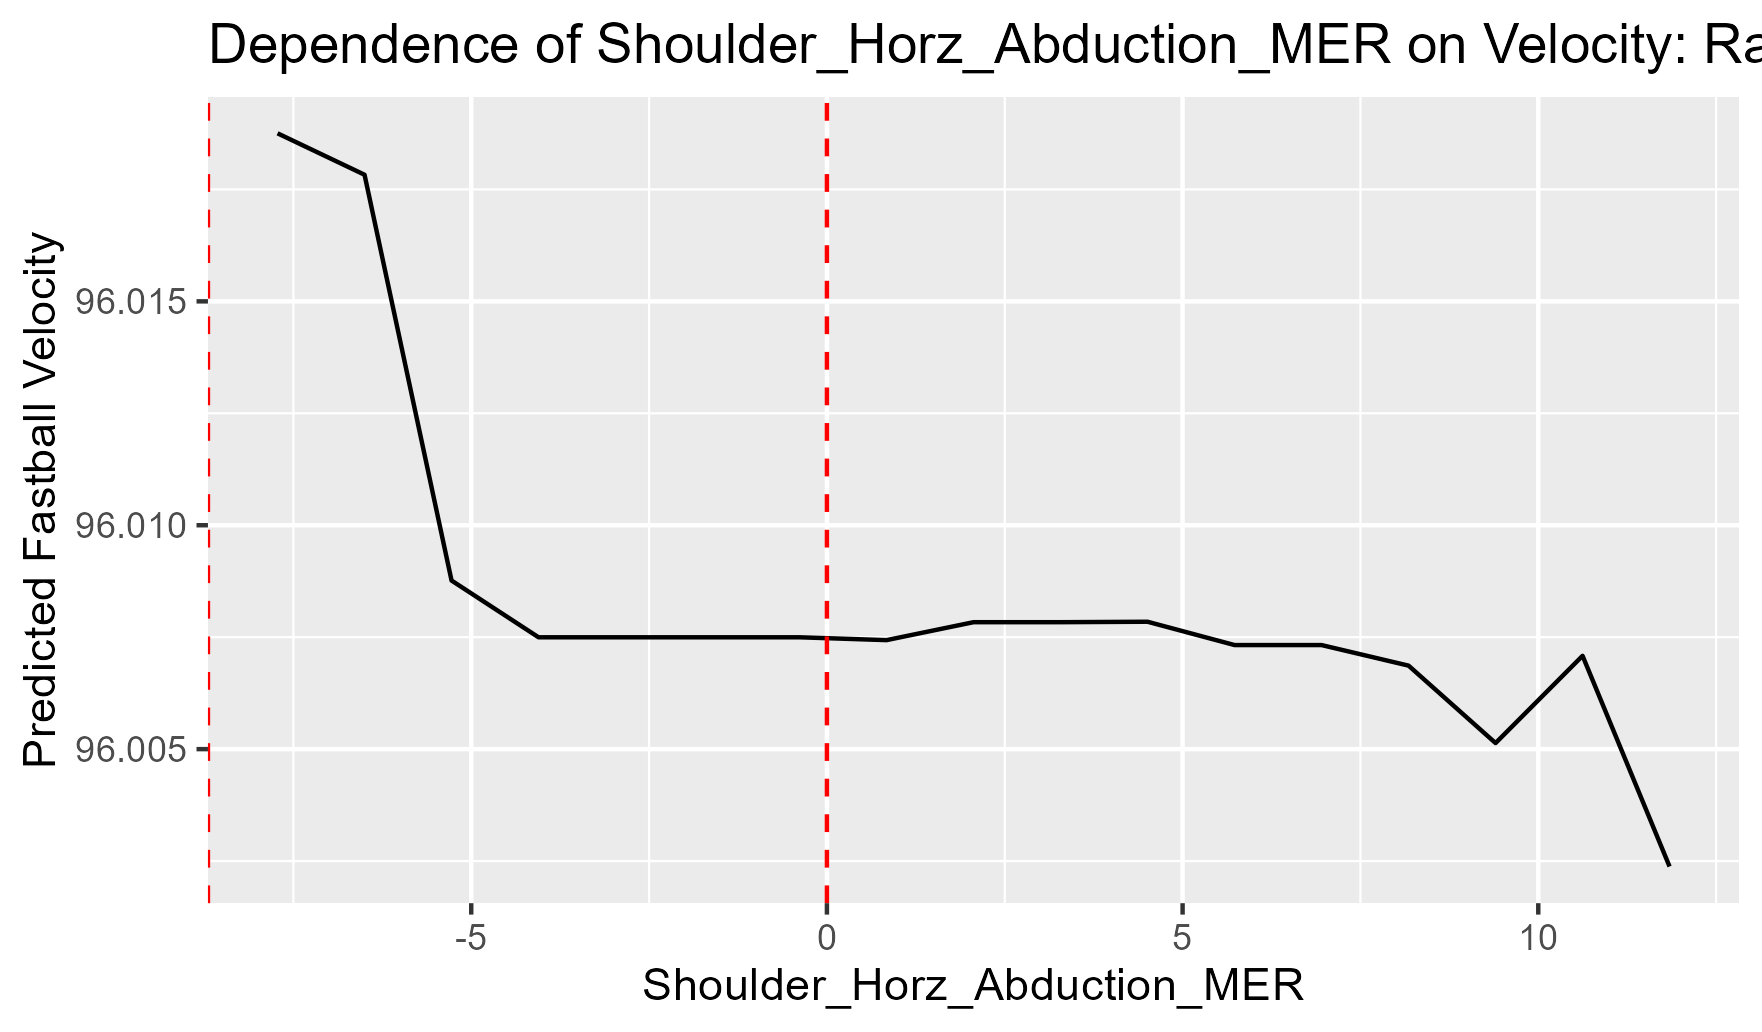 Dependence of Shoulder_Horz_Abduction_MER on Velocity:
Predicted Fastball Velocity
96.015
96.010
96.005
-5 0 5 10
Shoulder_Horz_Abduction_MER